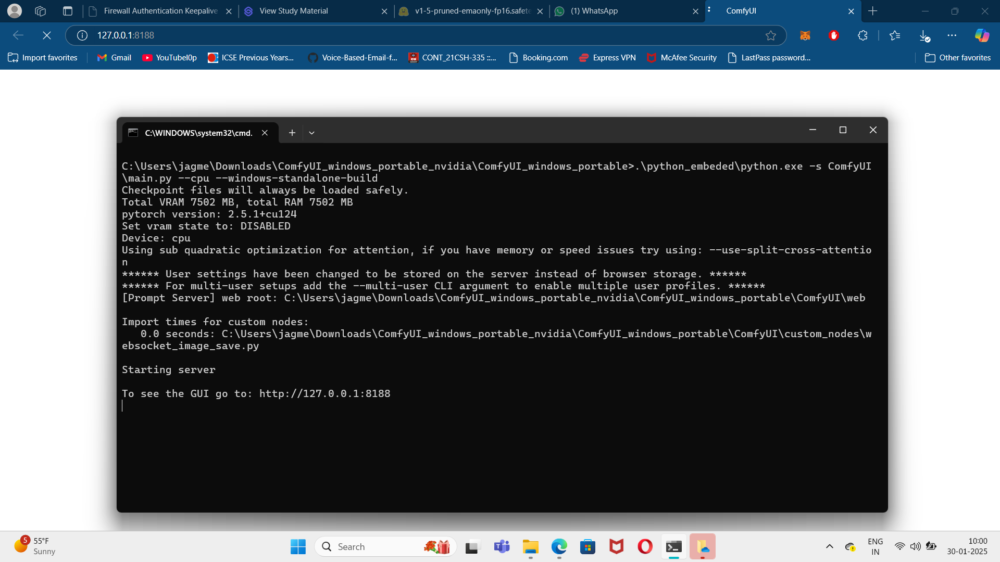 Firewall Authentication Keepalive
View Study Material
v1-5-pruned-emaonly-fp16.safete
(1) WhatsApp
ComfyUI
127.0.0.1:8188
Import favorites
Gmail
YouTubel0p
ICSE Previous Years...
Voice-Based-Email-f...
CONT_21CSH-335 ::...
Booking.com
Express VPN
McAfee Security
LastPass password...
Other favorites
C:\WINDOWS\system32\cmd.
C:\Users\jagme\Downloads\ComfyUI_windows_portable_nvidia\ComfyUI_windows_portable>.\python_embeded\python.exe -s ComfyUI
\main.py --cpu --windows-standalone-build
Checkpoint files will always be loaded safely.
Total VRAM 7502 MB, total RAM 7502 MB
pytorch version: 2.5.1+cu124
Set vram state to: DISABLED
Device: cpu
Using sub quadratic optimization for attention, if you have memory or speed issues try using: --use-split-cross-attentio
n
****** User settings have been changed to be stored on the server instead of browser storage. ******
****** For multi-user setups add the --multi-user CLI argument to enable multiple user profiles. ******
[Prompt Server] web root: C:\Users\jagme\Downloads\ComfyUI_windows_portable_nvidia\ComfyUI_windows_portable\ComfyUI\web
Import times for custom nodes:
0.0 seconds: C:\Users\jagme\Downloads\ComfyUI_windows_portable_nvidia\ComfyUI_windows_portable\ComfyUI\custom_nodes\w
ebsocket_image_save.py
Starting server
To see the GUI go to: http://127.0.0.1:8188
5
55°F
Sunny
Search
ENG
IN
10:00
30-01-2025